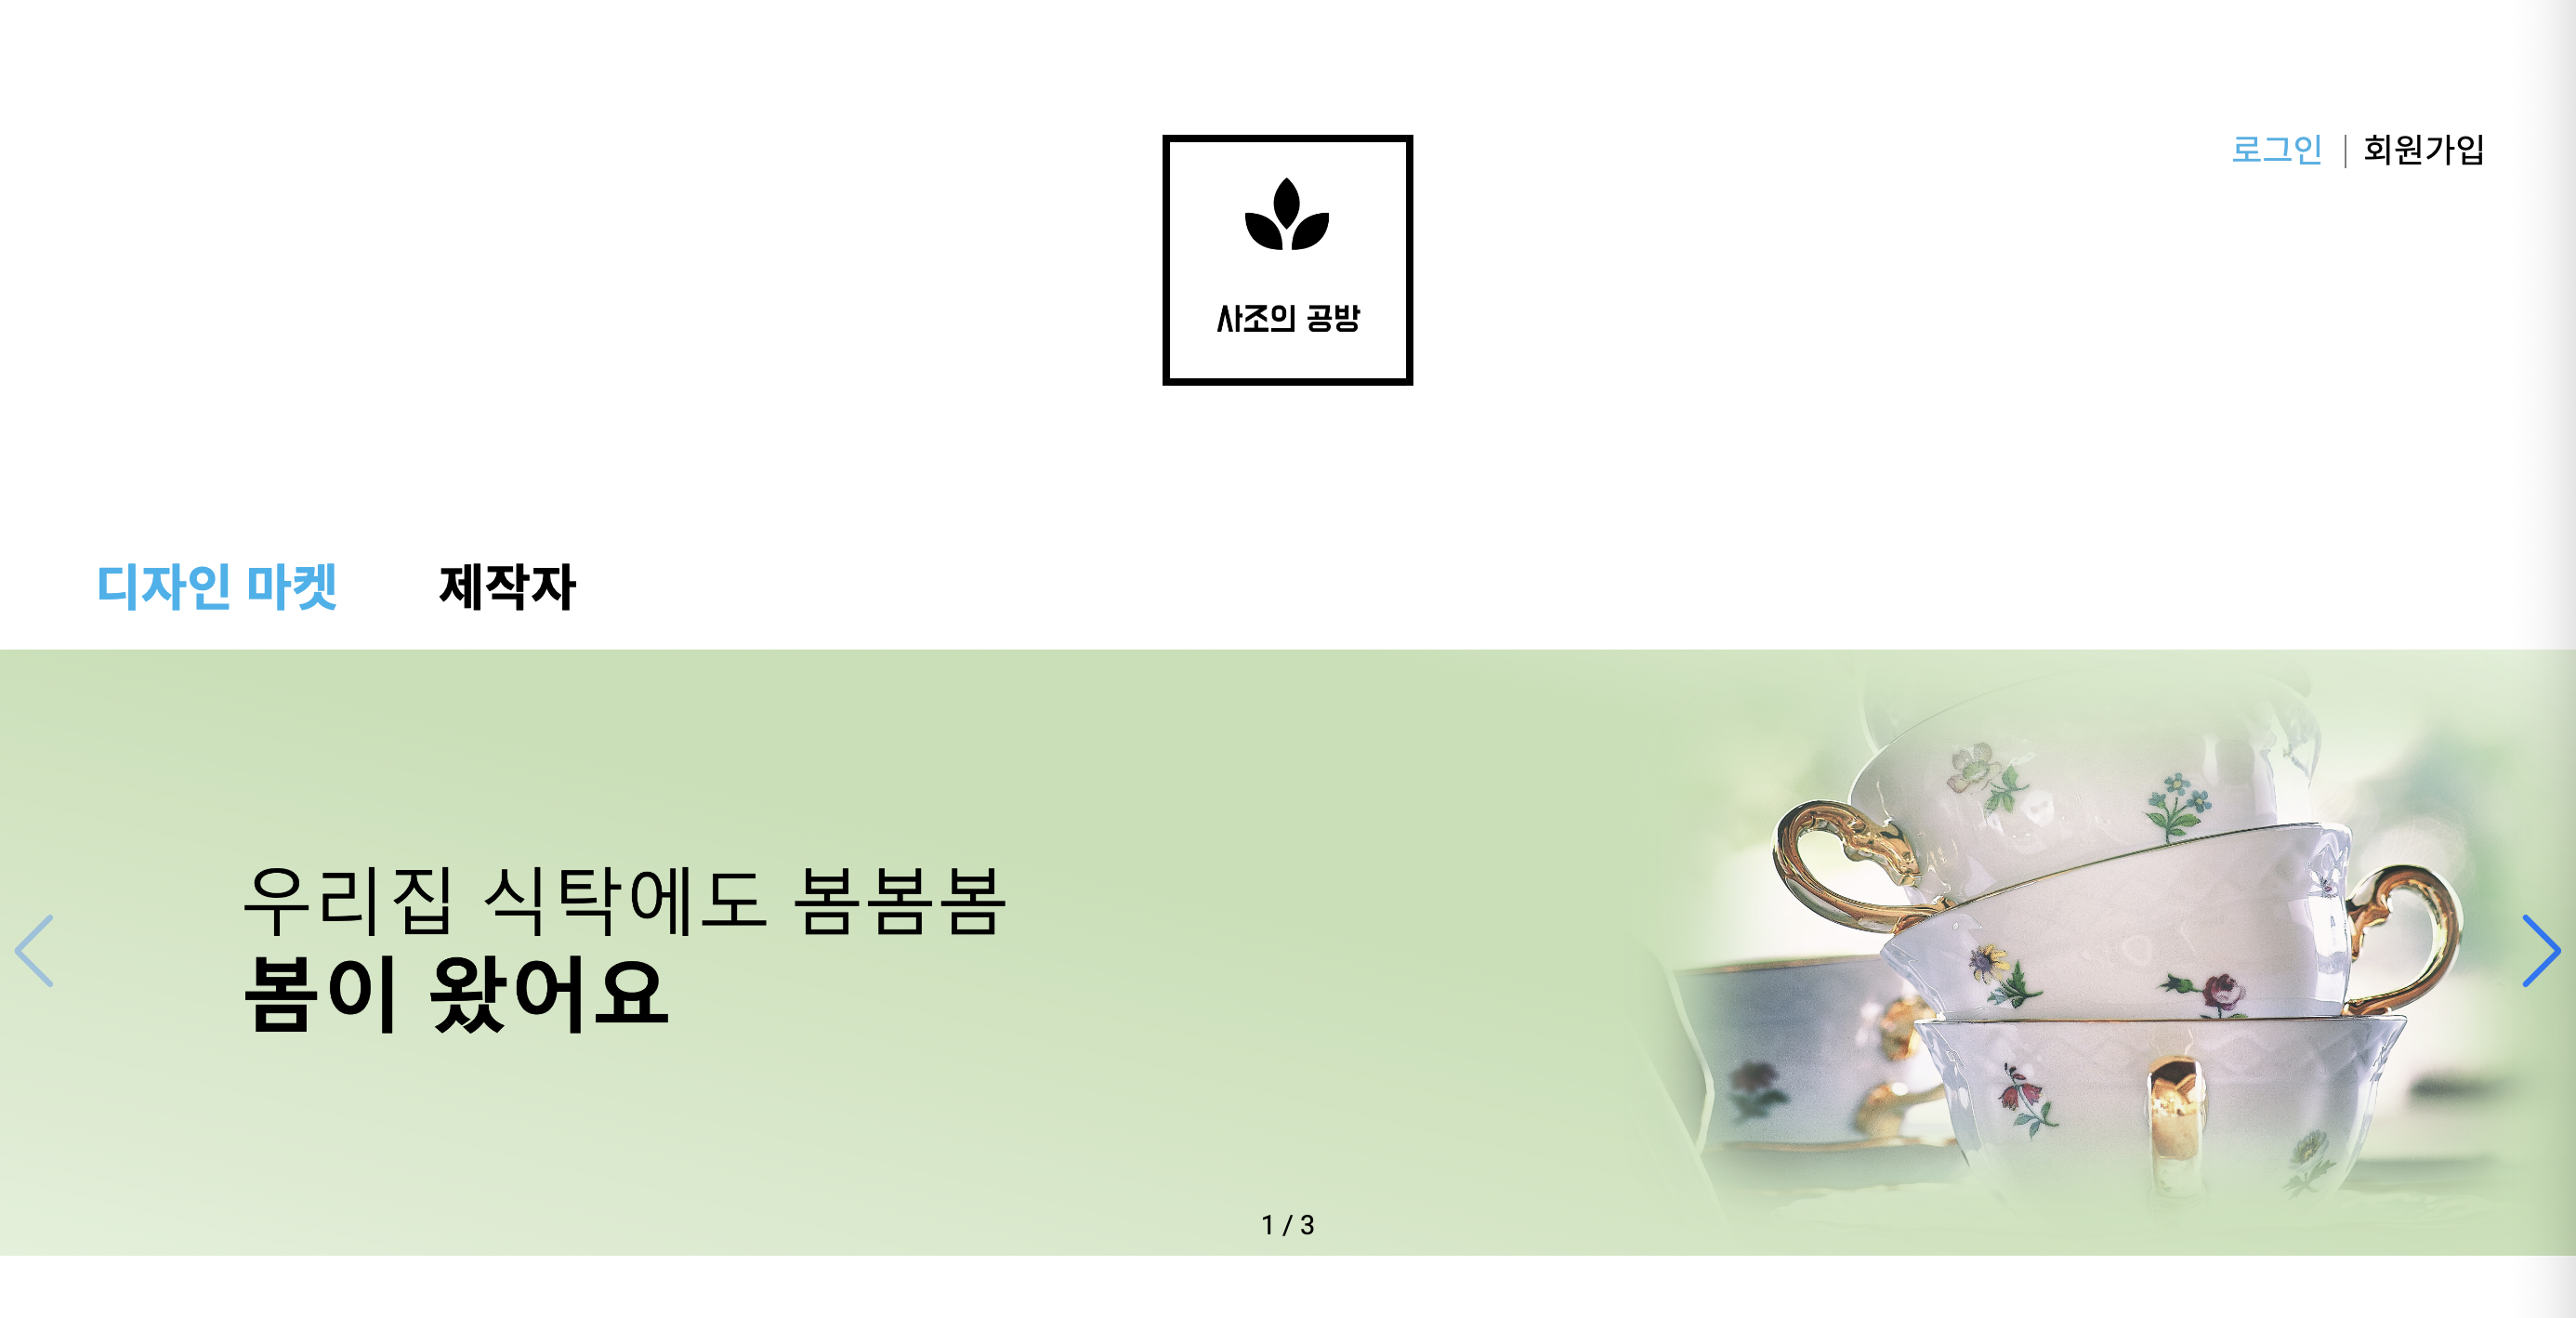 로그인 | 회원가입
사조의 공방
디자인 마켓 제작자
우리집 식탁에도 봄봄봄
봄이 왔어요
1 / 3